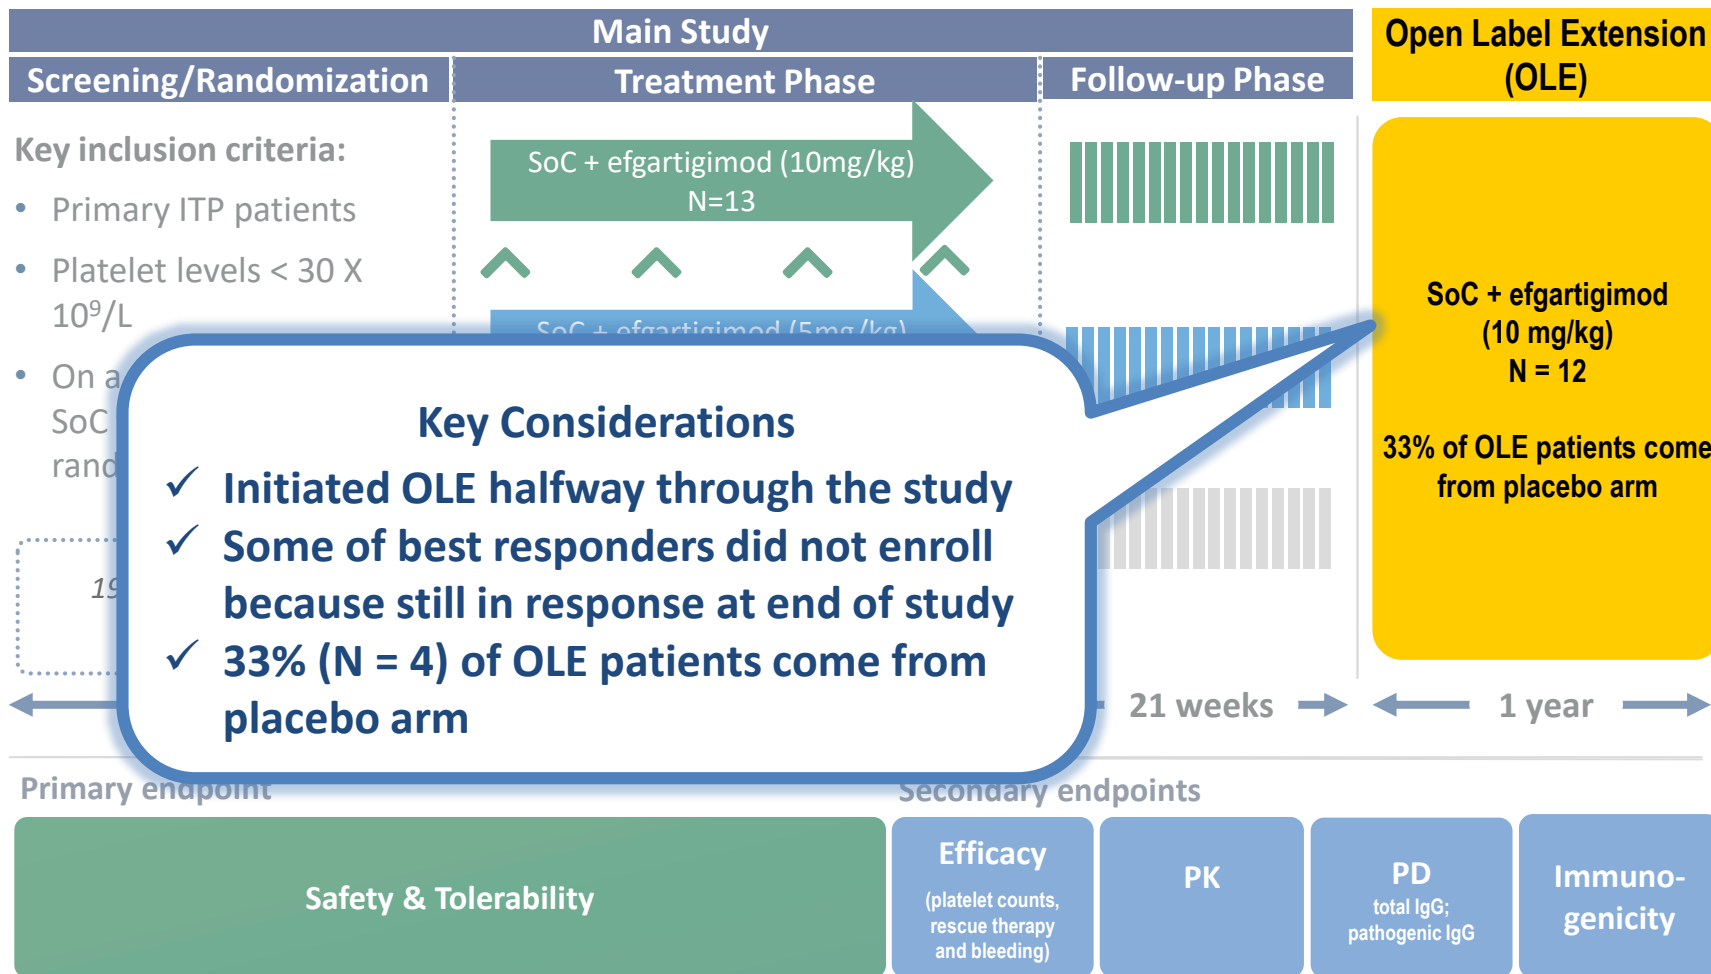 Main Study
Open Label Extension
(OLE)
Screening/Randomization
Treatment Phase
Follow-up Phase
Key inclusion criteria:
• Primary ITP patients
• Platelet levels < 30 X
10⁹/L
• On a
SoC
rand
19
SoC + efgartigimod (10mg/kg)
N=13
SoC + efgartigimod (5mg/kg)
SoC + efgartigimod
(10 mg/kg)
N = 12
33% of OLE patients come
from placebo arm
Key Considerations
✓ Initiated OLE halfway through the study
✓ Some of best responders did not enroll
because still in response at end of study
✓ 33% (N = 4) of OLE patients come from
placebo arm
21 weeks
1 year
Primary endpoint
Secondary endpoints
Safety & Tolerability
Efficacy
(platelet counts,
rescue therapy
and bleeding)
PK
PD
total IgG;
pathogenic IgG
Immuno-
genicity